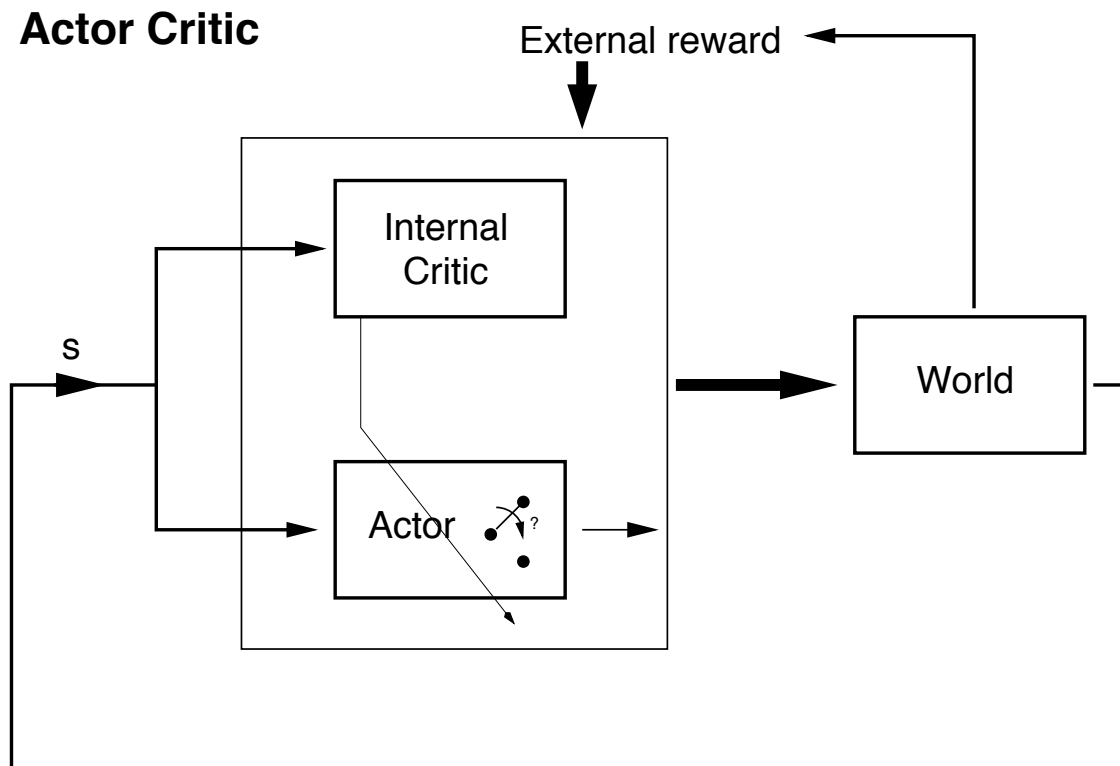 Actor Critic
External reward
Internal
Critic
s
World
Actor
?